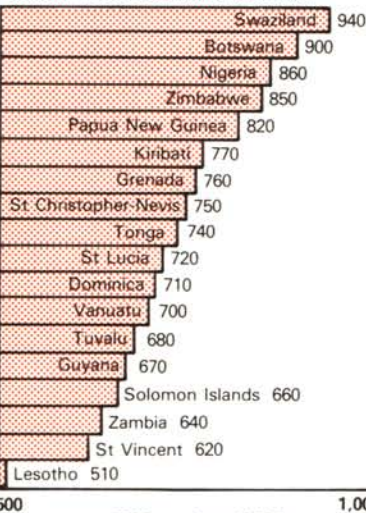 Swaziland 940
Botswana 900
Nigeria 860
Zimbabwe 850
Papua New Guinea 820
Kiribati 770
Grenada 760
St Christopher-Nevis 750
Tonga 740
St Lucia 720
Dominica 710
Vanuatu 700
Tuvalu 680
Guyana 670
Solomon Islands 660
Zambia 640
St Vincent 620
Lesotho 510